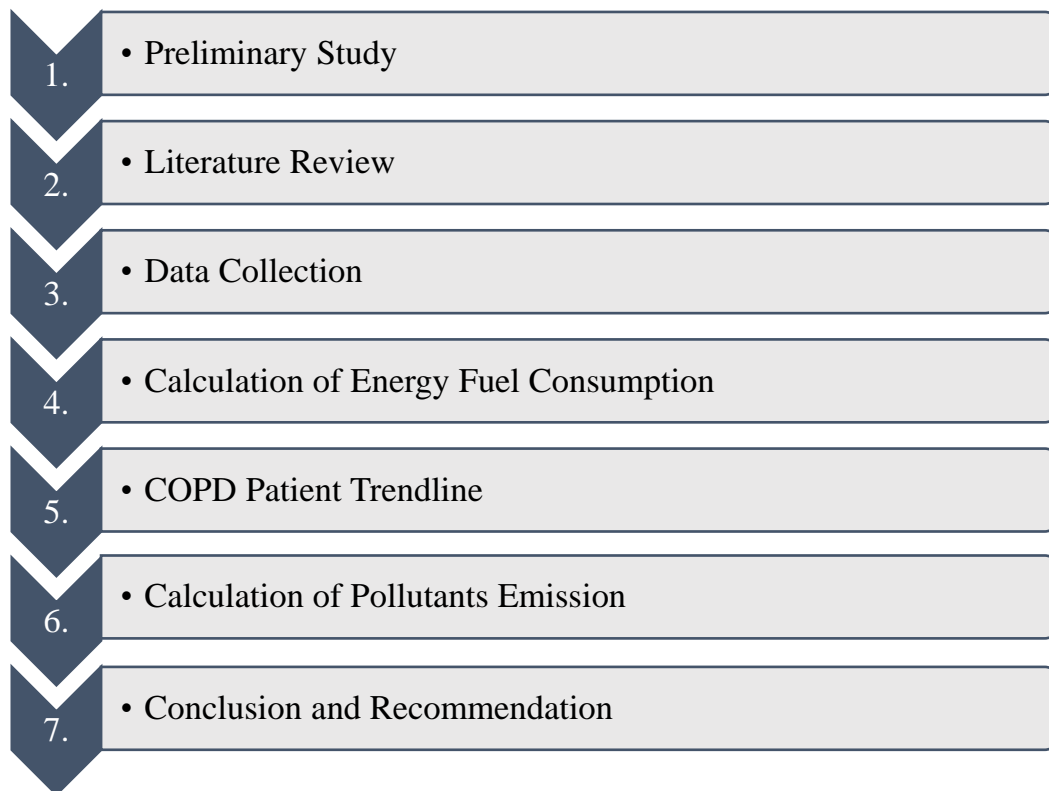 1.
• Preliminary Study
2.
• Literature Review
3.
• Data Collection
4.
• Calculation of Energy Fuel Consumption
5.
• COPD Patient Trendline
6.
• Calculation of Pollutants Emission
7.
• Conclusion and Recommendation